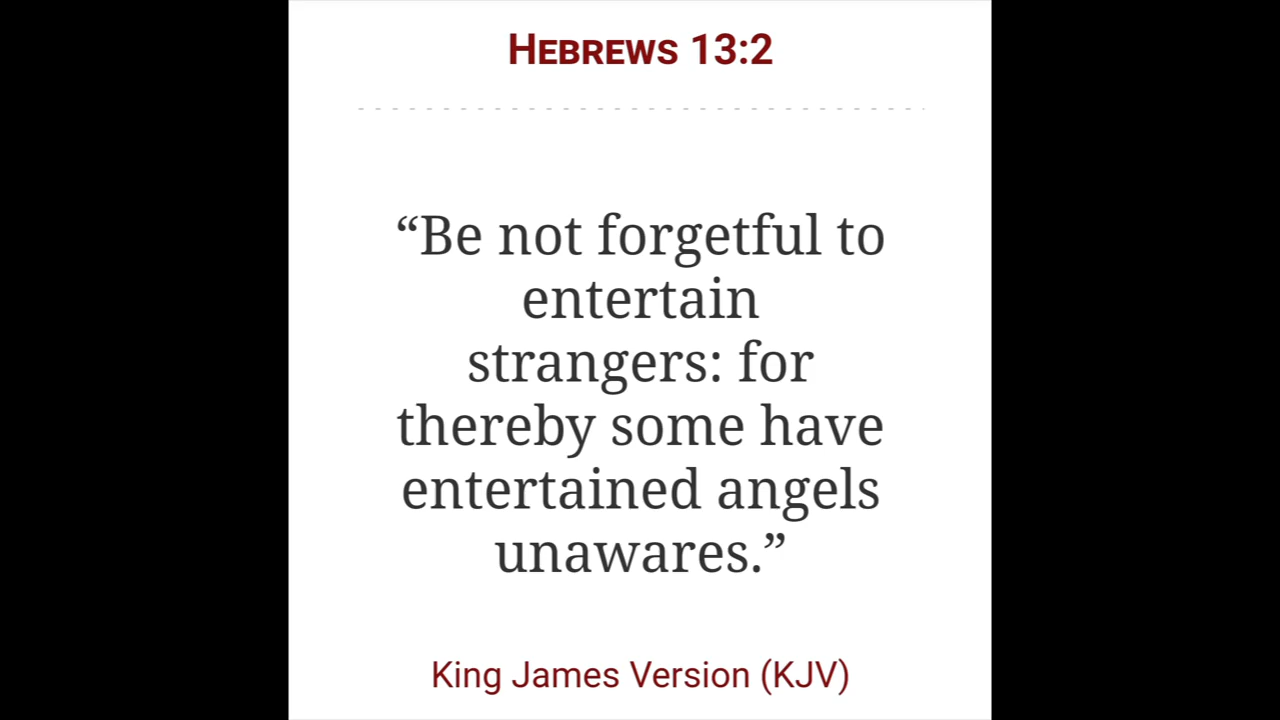 HEBREWS 13:2
“Be not forgetful to
entertain
strangers: for
thereby some have
entertained angels
unawares.”
King James Version (KJV)